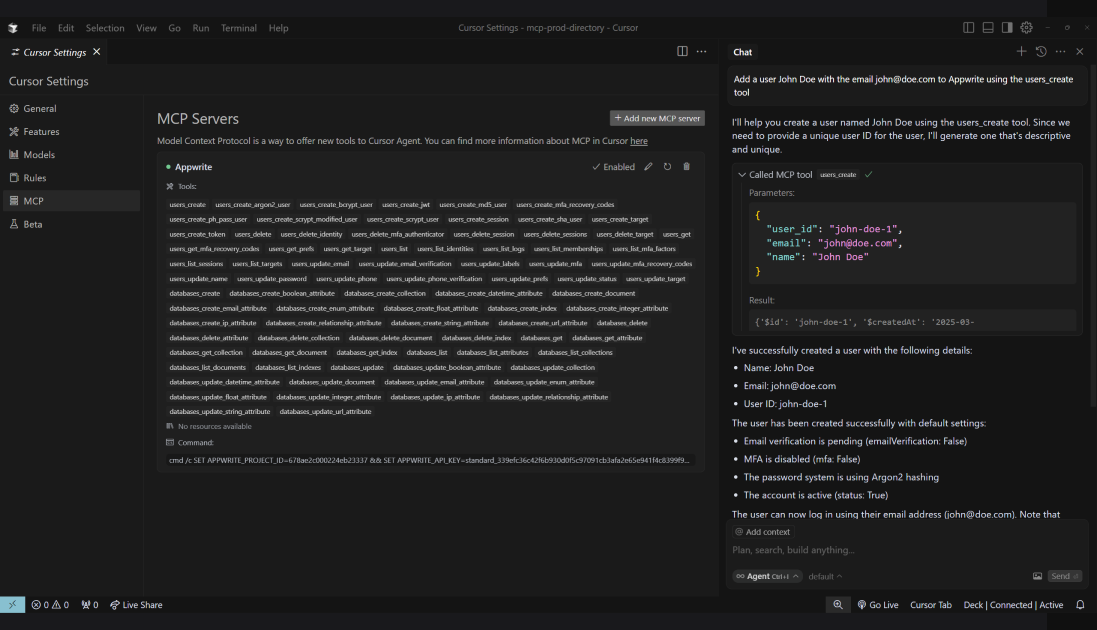 File Edit Selection View Go Run Terminal Help
Cursor Settings - mcp-prod-directory - Cursor
Cursor Settings
Cursor Settings
General
Features
Models
Rules
MCP
Beta
MCP Servers
+ Add new MCP server
Model Context Protocol is a way to offer new tools to Cursor Agent. You can find more information about MCP in Cursor here
Appwrite
Enabled
Tools:
users_create users_create_argon2_user users_create_bcrypt_user users_create_jwt users_create_md5_user users_create_mfa_recovery_codes
users_create_ph_pass_user users_create_scrypt_modified_user users_create_scrypt_user users_create_session users_create_sha_user users_create_target
users_create_token users_delete users_delete_identity users_delete_mfa_authenticator users_delete_session users_delete_sessions users_delete_target users_get
users_get_mfa_recovery_codes users_get_prefs users_get_target users_list users_list_identities users_list_logs users_list_memberships users_list_mfa_factors
users_list_sessions users_list_targets users_update_email users_update_email_verification users_update_labels users_update_mfa users_update_mfa_recovery_codes
users_update_name users_update_password users_update_phone users_update_phone_verification users_update_prefs users_update_status users_update_target
databases_create databases_create_boolean_attribute databases_create_collection databases_create_datetime_attribute databases_create_document
databases_create_email_attribute databases_create_enum_attribute databases_create_float_attribute databases_create_index databases_create_integer_attribute
databases_create_ip_attribute databases_create_relationship_attribute databases_create_string_attribute databases_create_url_attribute databases_delete
databases_delete_attribute databases_delete_collection databases_delete_document databases_delete_index databases_get databases_get_attribute
databases_get_collection databases_get_document databases_get_index databases_list databases_list_attributes databases_list_collections
databases_list_documents databases_list_indexes databases_update databases_update_boolean_attribute databases_update_collection
databases_update_datetime_attribute databases_update_document databases_update_email_attribute databases_update_enum_attribute
databases_update_float_attribute databases_update_integer_attribute databases_update_ip_attribute databases_update_relationship_attribute
databases_update_string_attribute databases_update_url_attribute
No resources available
Command:
cmd /c SET APPWRITE_PROJECT_ID=678ae2c000224eb23337 && SET APPWRITE_API_KEY=standard_339efc36c42f6b930d0f5c97091cb3afa2e65e941f4c8399f9...
Chat
Add a user John Doe with the email john@doe.com to Appwrite using the users_create
tool
I'll help you create a user named John Doe using the users_create tool. Since we
need to provide a unique user ID for the user, I'll generate one that's descriptive
and unique.
Called MCP tool users_create
Parameters:
{
"user_id": "john-doe-1",
"email": "john@doe.com",
"name": "John Doe"
}
Result:
{'$id': 'john-doe-1', '$createdAt': '2025-03-
I've successfully created a user with the following details:
• Name: John Doe
• Email: john@doe.com
• User ID: john-doe-1
The user has been created successfully with default settings:
• Email verification is pending (emailVerification: False)
• MFA is disabled (mfa: False)
• The password system is using Argon2 hashing
• The account is active (status: True)
The user can now log in using their email address (john@doe.com). Note that
@ Add context
Plan, search, build anything...
∞ Agent Ctrl+I default
Send
0 0 0 Live Share
Go Live Cursor Tab Deck | Connected | Active